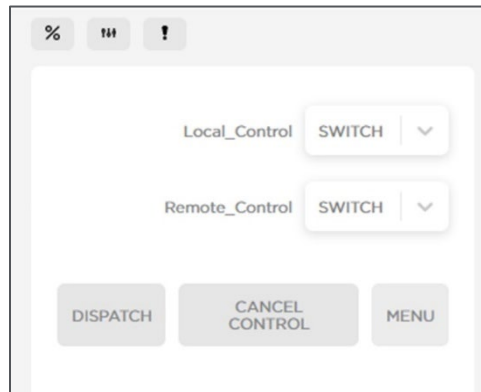 % !
Local_Control SWITCH
Remote_Control SWITCH
DISPATCH CANCEL CONTROL MENU